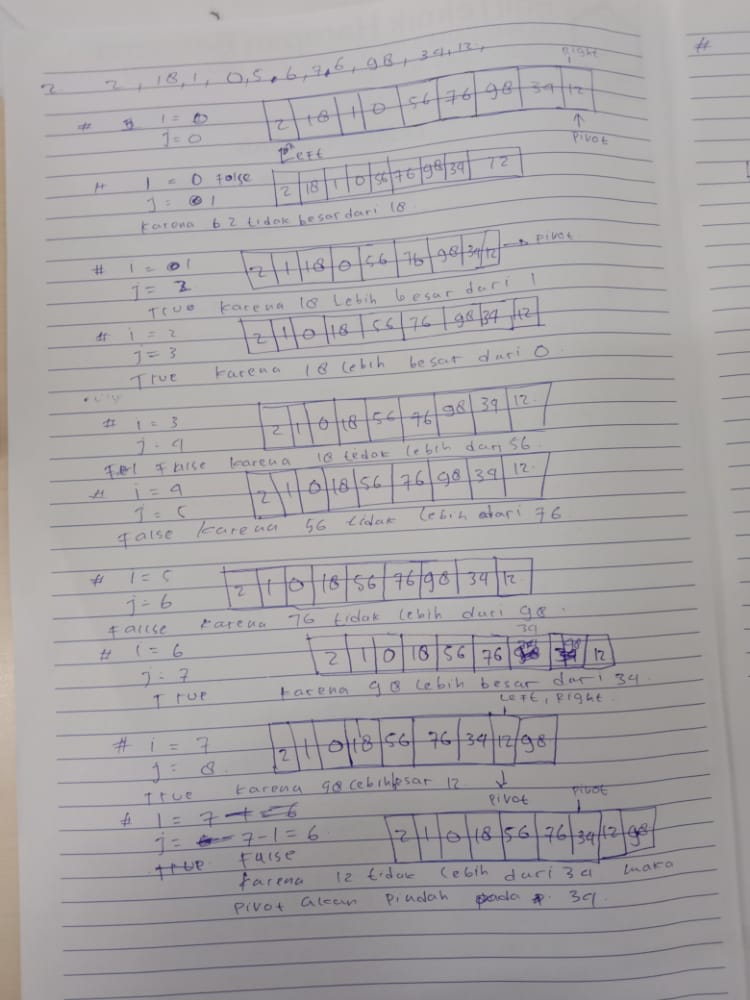 2 2, 18, 1, 0, 5, 6, 7, 6, 98, 34, 12,
Right
# i = 0 2 18 1 0 56 76 98 34 12
j = 0
Left Pivot
# i = 0 False 2 18 1 0 56 76 98 34 12
j = 1
karena 2 tidak besar dari 18.
# i = 1 2 1 18 0 56 76 98 34 12 → Pivot
j = 2
True karena 18 lebih besar dari 1
# i = 2 2 1 0 18 56 76 98 34 12
j = 3
True karena 18 lebih besar dari 0.
# i = 3 2 1 0 18 56 76 98 34 12
j = 4
False karena 18 tidak lebih dari 56
# i = 4 2 1 0 18 56 76 98 34 12
j = 5
False karena 56 tidak lebih dari 76
# i = 5 2 1 0 18 56 76 98 34 12
j = 6
False karena 76 tidak lebih dari 98.
34 98
# i = 6 2 1 0 18 56 76 12
j = 7
True karena 98 lebih besar dari 34.
Left, Right.
# i = 7 2 1 0 18 56 76 34 12 98
j = 8
True karena 98 lebih besar 12
Pivot
Pivot
# i = 7 - 1 = 6
j = 7 - 1 = 6 2 1 0 18 56 76 34 12 98
True False
karena 12 tidak lebih dari 34 maka
Pivot akan pindah pada 34.
#